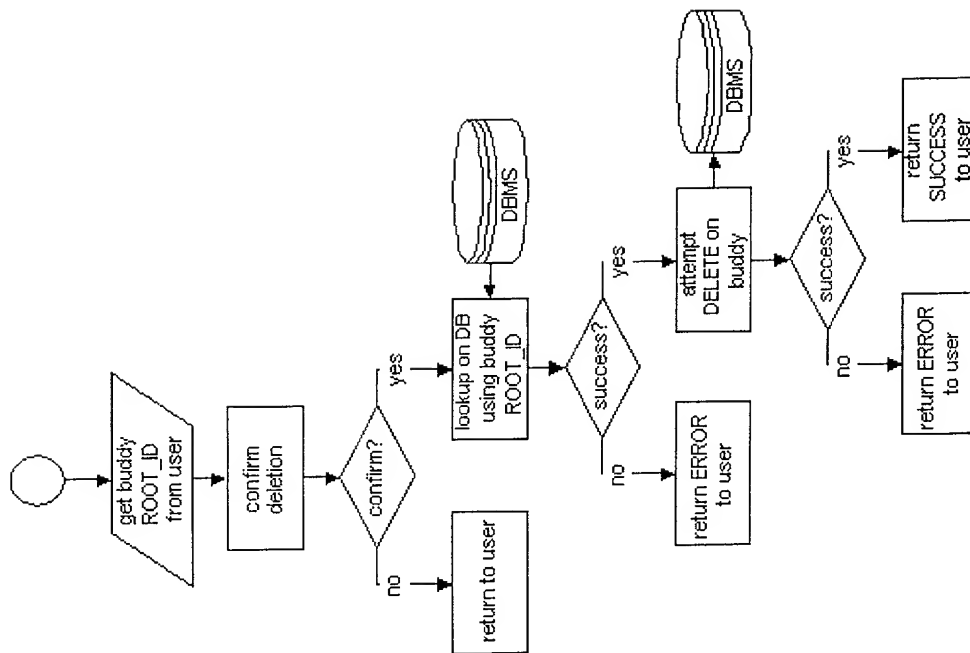 get buddy
ROOT_ID
from user
confirm
deletion
confirm?
no
yes
return to user
lookup on DB
using buddy
ROOT_ID
DBMS
success?
no
yes
return ERROR
to user
attempt
DELETE on
buddy
DBMS
success?
no
yes
return ERROR
to user
return
SUCCESS
to user